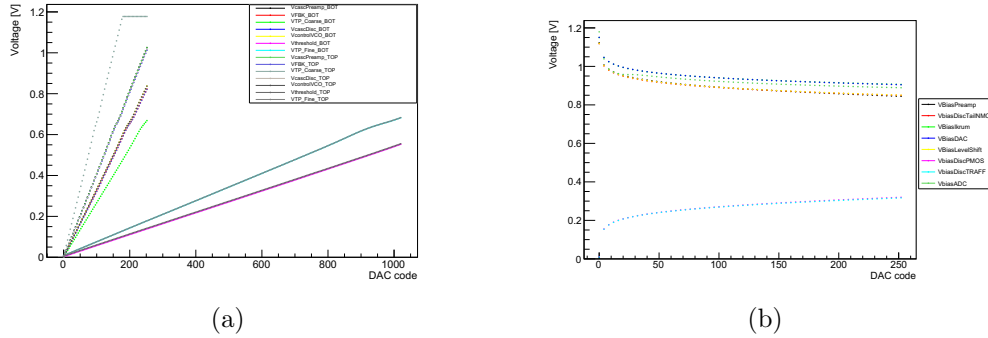 Voltage [V]
1.2
1
0.8
0.6
0.4
0.2
0
0 200 400 600 800 1000
DAC code
VcascPreamp_BOT
VFBK_BOT
VTP_Coarse_BOT
VcascDisc_BOT
VcontrolVCO_BOT
Vthreshold_BOT
VTP_Fine_BOT
VcascPreamp_TOP
VFBK_TOP
VTP_Coarse_TOP
VcascDisc_TOP
VcontrolVCO_TOP
Vthreshold_TOP
VTP_Fine_TOP
(a)
Voltage [V]
1.2
1
0.8
0.6
0.4
0.2
0
0 50 100 150 200 250
DAC code
VBiasPreamp
VbiasDiscTailNMO
VBiasIkrum
VBiasDAC
VBiasLevelShift
VbiasDiscPMOS
VbiasDiscTRAFF
VbiasADC
(b)